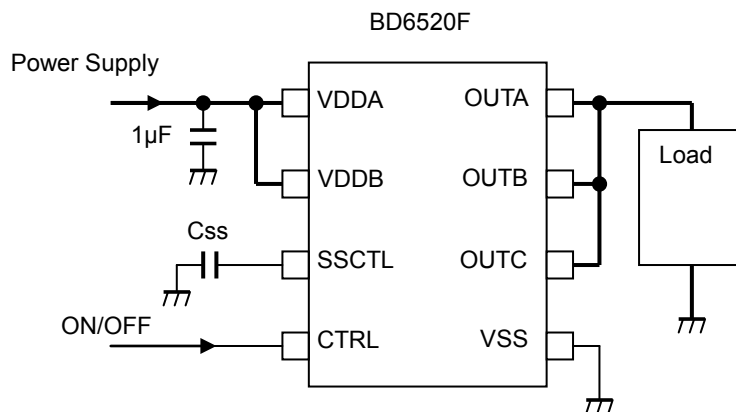 BD6520F
Power Supply
VDDA
OUTA
1µF
Load
VDDB
OUTB
Css
SSCTL
OUTC
ON/OFF
CTRL
VSS